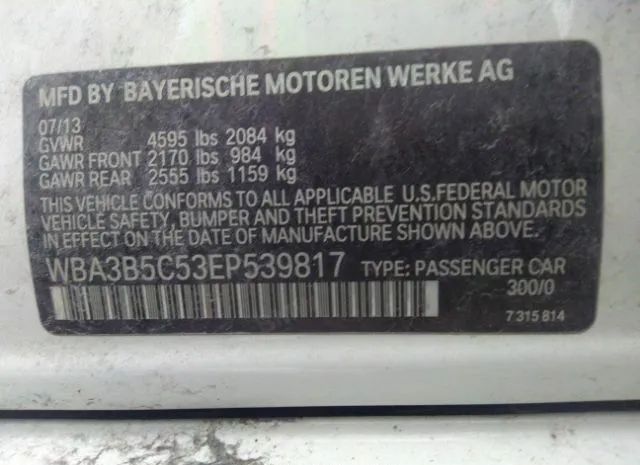 MFD BY BAYERISCHE MOTOREN WERKE AG
07/13
GVWR 4595 lbs 2084 kg
GAWR FRONT 2170 lbs 984 kg
GAWR REAR 2555 lbs 1159 kg
THIS VEHICLE CONFORMS TO ALL APPLICABLE U.S.FEDERAL MOTOR
VEHICLE SAFETY, BUMPER AND THEFT PREVENTION STANDARDS
IN EFFECT ON THE DATE OF MANUFACTURE SHOWN ABOVE.
WBA3B5C53EP539817 TYPE: PASSENGER CAR
300/0
7 315 814